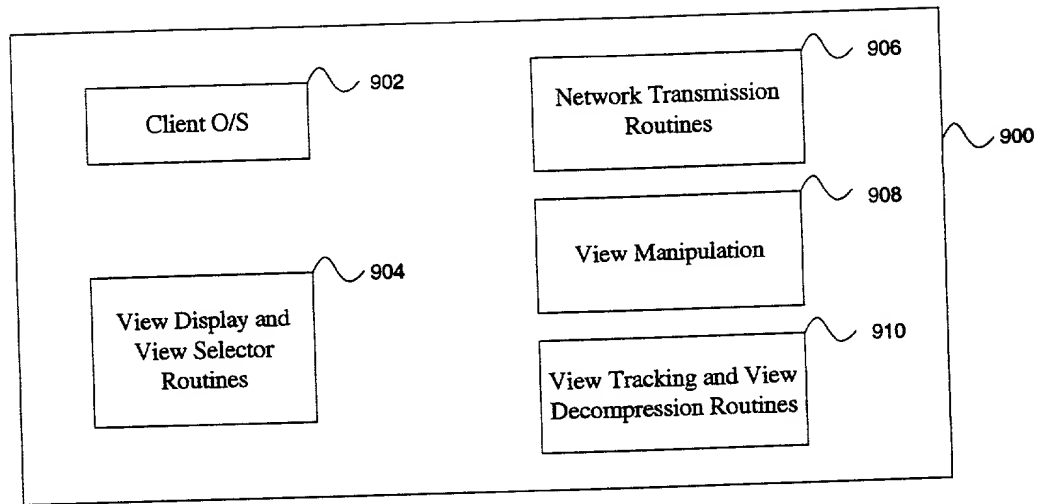 902
Client O/S
906
Network Transmission
Routines
900
908
View Manipulation
904
View Display and
View Selector
Routines
910
View Tracking and View
Decompression Routines